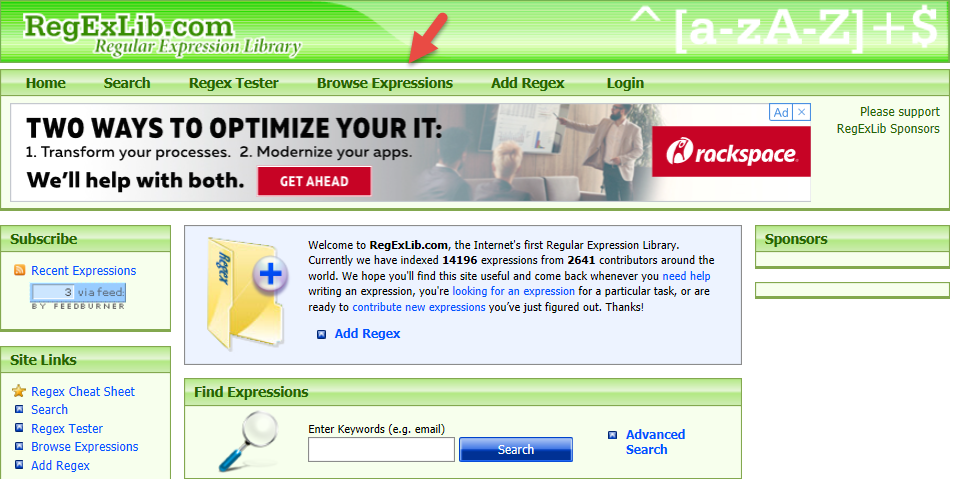 RegExLib.com
Regular Expression Library
^[a-zA-Z]+$
Home Search Regex Tester Browse Expressions Add Regex Login
Ad
TWO WAYS TO OPTIMIZE YOUR IT:
1. Transform your processes. 2. Modernize your apps.
We'll help with both. GET AHEAD
rackspace
Please support
RegExLib Sponsors
Subscribe
Recent Expressions
3 via feed:
BY FEEDBURNER
Site Links
Regex Cheat Sheet
Search
Regex Tester
Browse Expressions
Add Regex
Regex
Welcome to RegExLib.com, the Internet's first Regular Expression Library.
Currently we have indexed 14196 expressions from 2641 contributors around the
world. We hope you'll find this site useful and come back whenever you need help
writing an expression, you're looking for an expression for a particular task, or are
ready to contribute new expressions you've just figured out. Thanks!
Add Regex
Find Expressions
Enter Keywords (e.g. email)
Search
Advanced
Search
Sponsors